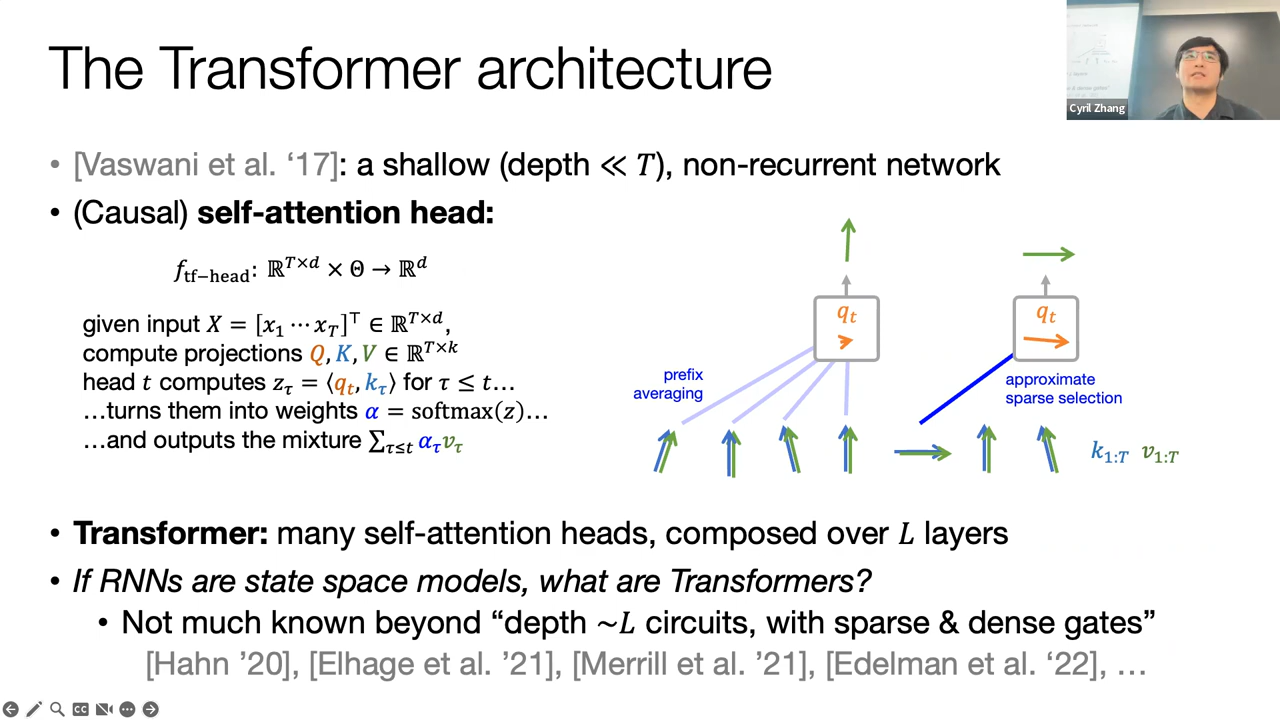 The Transformer architecture
Cyril Zhang
• [Vaswani et al. ‘17]: a shallow (depth ≪ T), non-recurrent network
• (Causal) self-attention head:
f_tf−head: ℝ^{T×d} × Θ → ℝ^d
given input X = [x_1 ⋯ x_T]^⊤ ∈ ℝ^{T×d},
compute projections Q, K, V ∈ ℝ^{T×k}
head t computes z_τ = ⟨q_t, k_τ⟩ for τ ≤ t…
…turns them into weights α = softmax(z)…
…and outputs the mixture ∑_{τ≤t} α_τ v_τ
q_t
q_t
prefix
averaging
approximate
sparse selection
k_{1:T} v_{1:T}
• Transformer: many self-attention heads, composed over L layers
• If RNNs are state space models, what are Transformers?
• Not much known beyond “depth ~L circuits, with sparse & dense gates”
[Hahn ’20], [Elhage et al. ’21], [Merrill et al. ’21], [Edelman et al. ‘22], …
CC